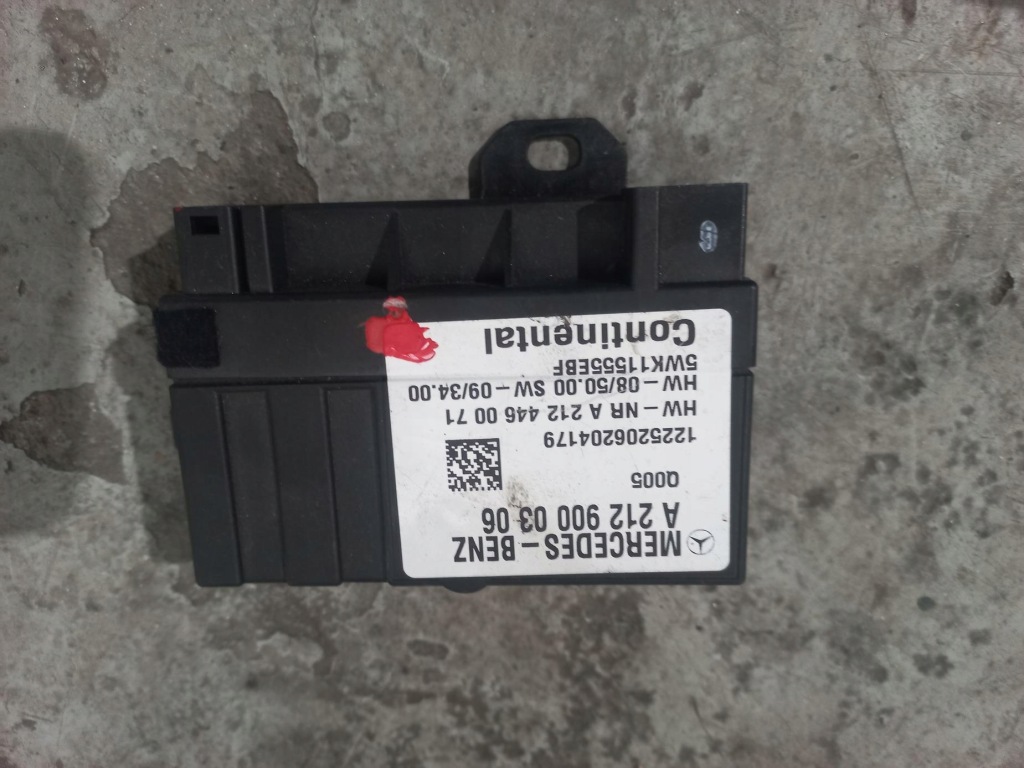 MERCEDES-BENZ
A 212 900 03 06
Q005
1225206204179
HW-NR A 212 446 00 71
HW-08/50.00 SW-09/34.00
5WK11555EBF
Continental